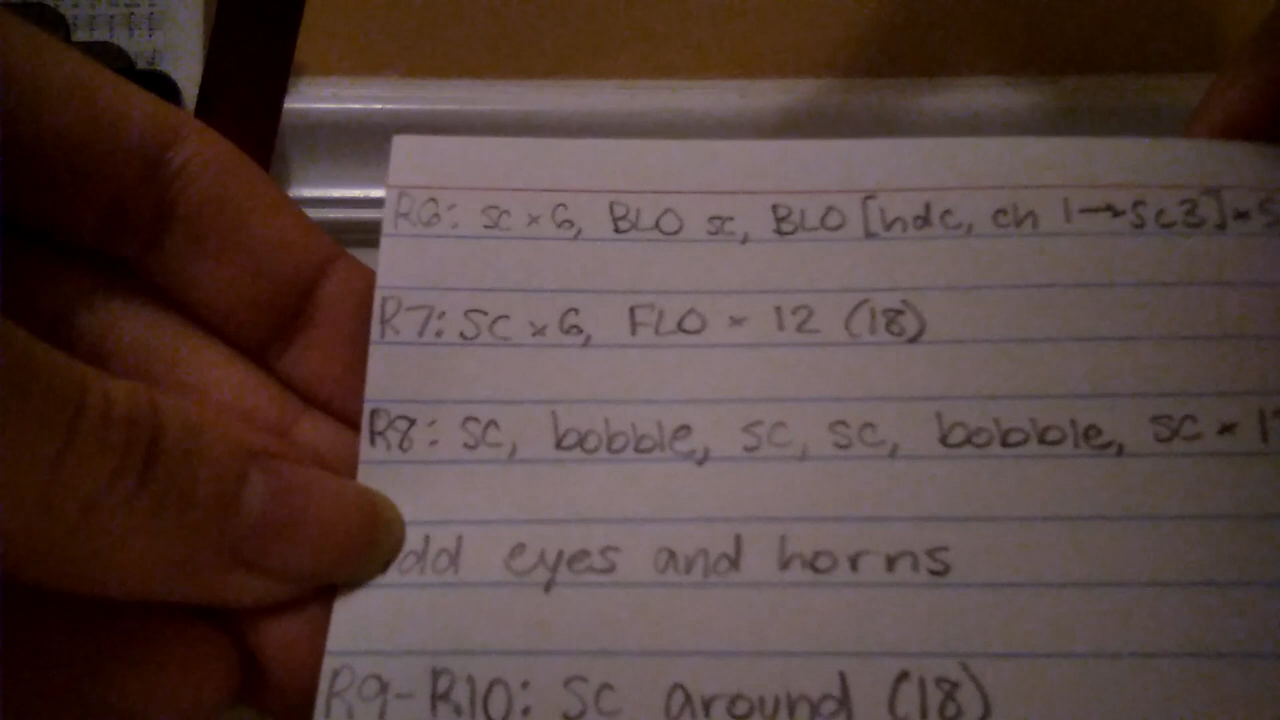 R6: sc × 6, BLO sc, BLO [hdc, ch 1→sc3] × 5
R7: sc × 6, FLO × 12 (18)
R8: sc, bobble, sc, sc, bobble, sc ×
dd eyes and horns
R9-R10: sc around (18)